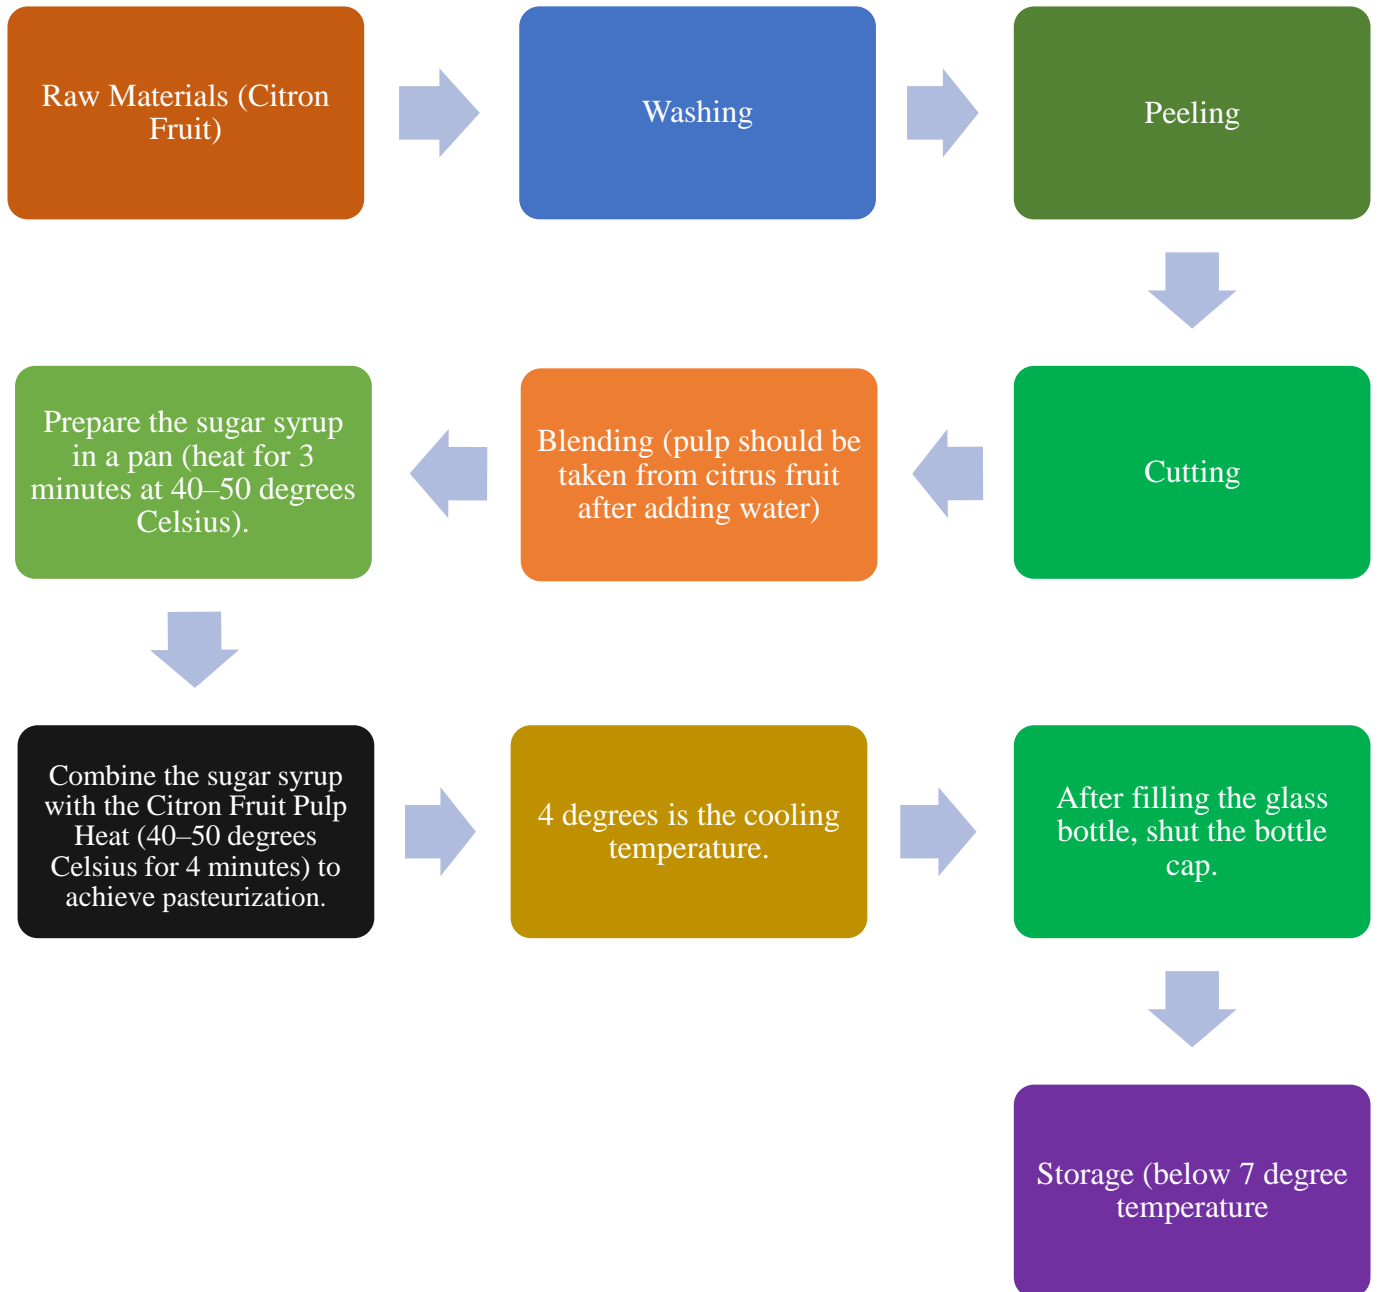 Raw Materials (Citron
Fruit)
Washing
Peeling
Cutting
Blending (pulp should be
taken from citrus fruit
after adding water)
Prepare the sugar syrup
in a pan (heat for 3
minutes at 40–50 degrees
Celsius).
Combine the sugar syrup
with the Citron Fruit Pulp
Heat (40–50 degrees
Celsius for 4 minutes) to
achieve pasteurization.
4 degrees is the cooling
temperature.
After filling the glass
bottle, shut the bottle
cap.
Storage (below 7 degree
temperature